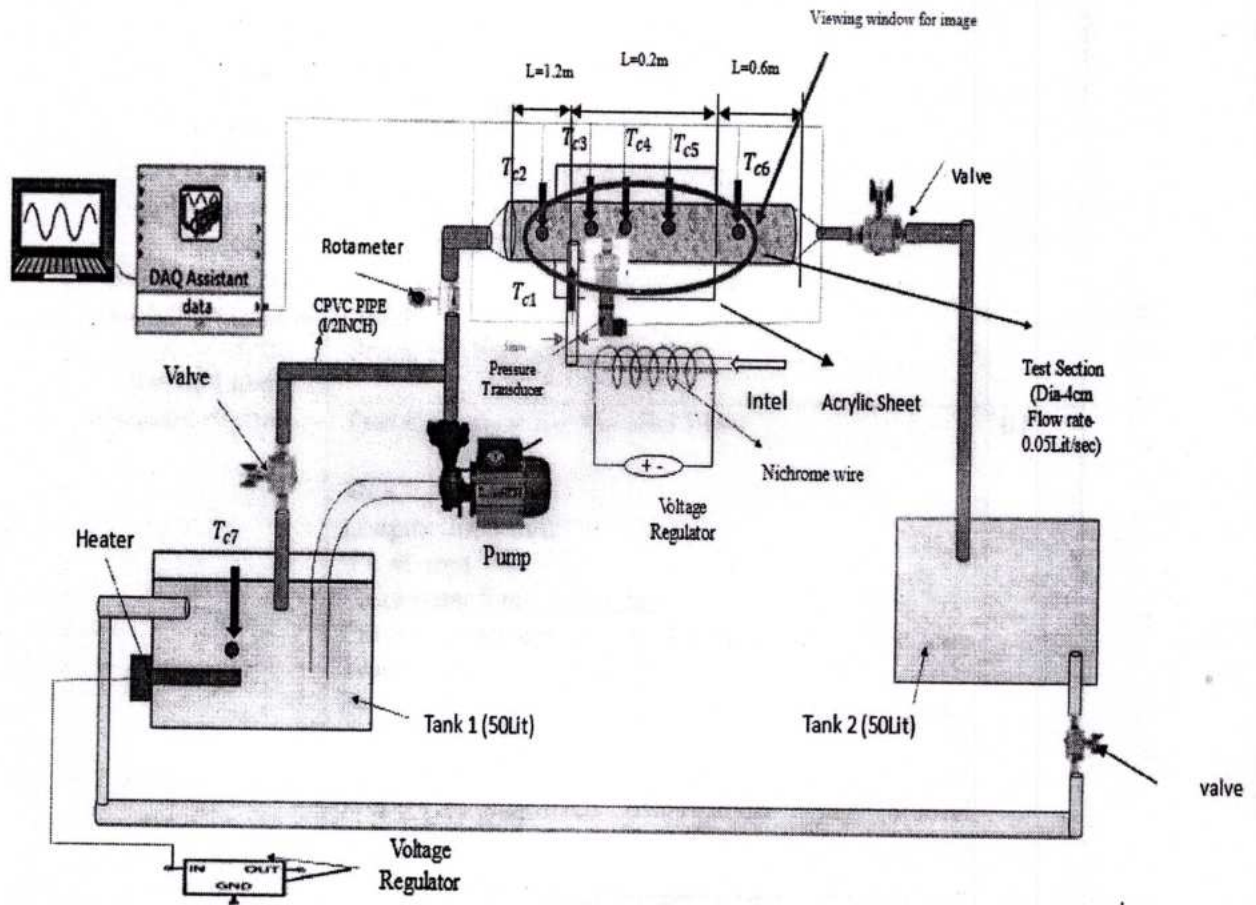 Viewing window for image
L=1.2m
L=0.2m
L=0.6m
Tc2
Tc3
Tc4
Tc5
Tc6
Valve
Rotameter
DAQ Assistant
data
CPVC PIPE
(1/2INCH)
Tc1
5mm
Pressure
Transducer
Valve
Intel
Acrylic Sheet
Test Section
(Dia-4cm
Flow rate-
0.05Lit/sec)
Nichrome wire
+ -
Voltage
Regulator
Pump
Tc7
Heater
Tank 1 (50Lit)
Tank 2 (50Lit)
valve
Voltage
Regulator
IN OUT
GND